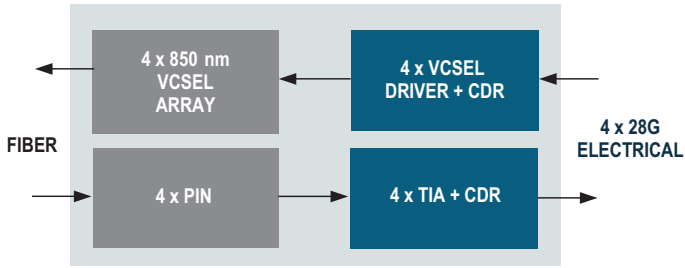 4 x 850 nm
VCSEL
ARRAY
4 x VCSEL
DRIVER + CDR
FIBER
4 x 28G
ELECTRICAL
4 x PIN
4 x TIA + CDR